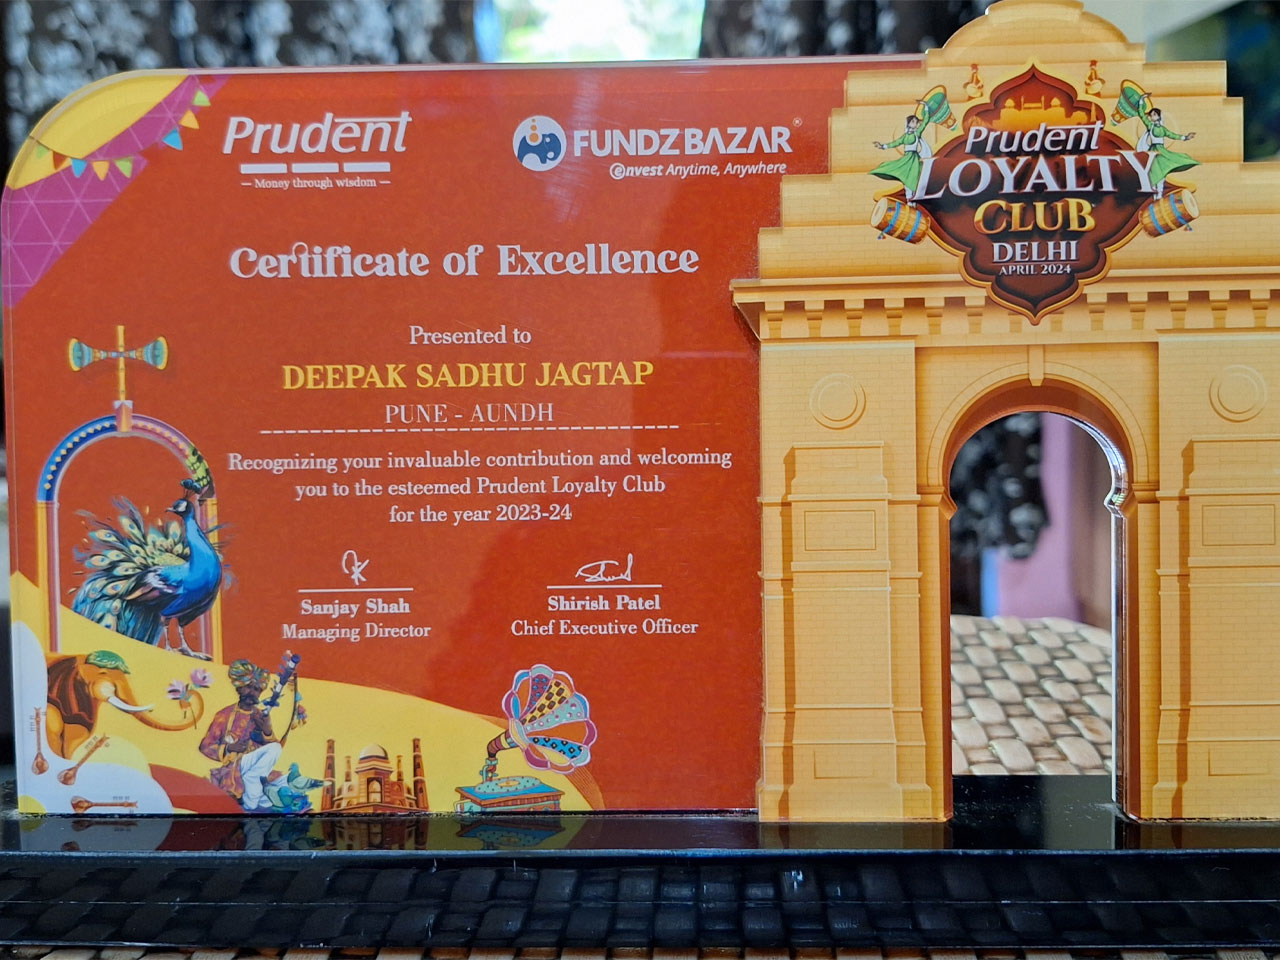 Prudent
Money through wisdom
FUNDZBAZAR®
@nvest Anytime, Anywhere
Prudent
LOYALTY
CLUB
DELHI
APRIL 2024
Certificate of Excellence
Presented to
DEEPAK SADHU JAGTAP
PUNE - AUNDH
Recognizing your invaluable contribution and welcoming
you to the esteemed Prudent Loyalty Club
for the year 2023-24
Sanjay Shah
Managing Director
Shirish Patel
Chief Executive Officer